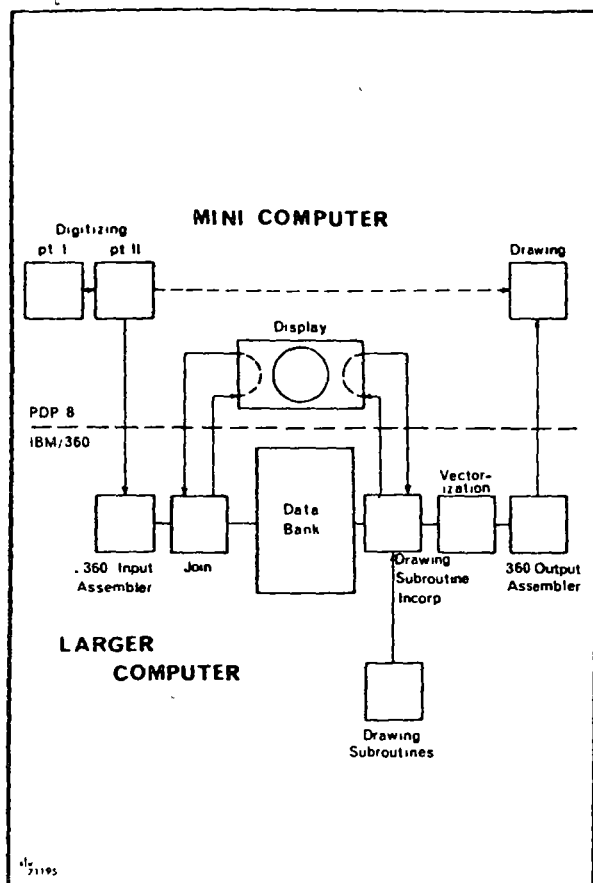 MINI COMPUTER
Digitizing
pt I
pt II
Drawing
Display
PDP 8
IBM/360
Data
Bank
Vector-
ization
360 Input
Assembler
Join
Drawing
Subroutine
Incorp
360 Output
Assembler
LARGER
COMPUTER
Drawing
Subroutines
71195